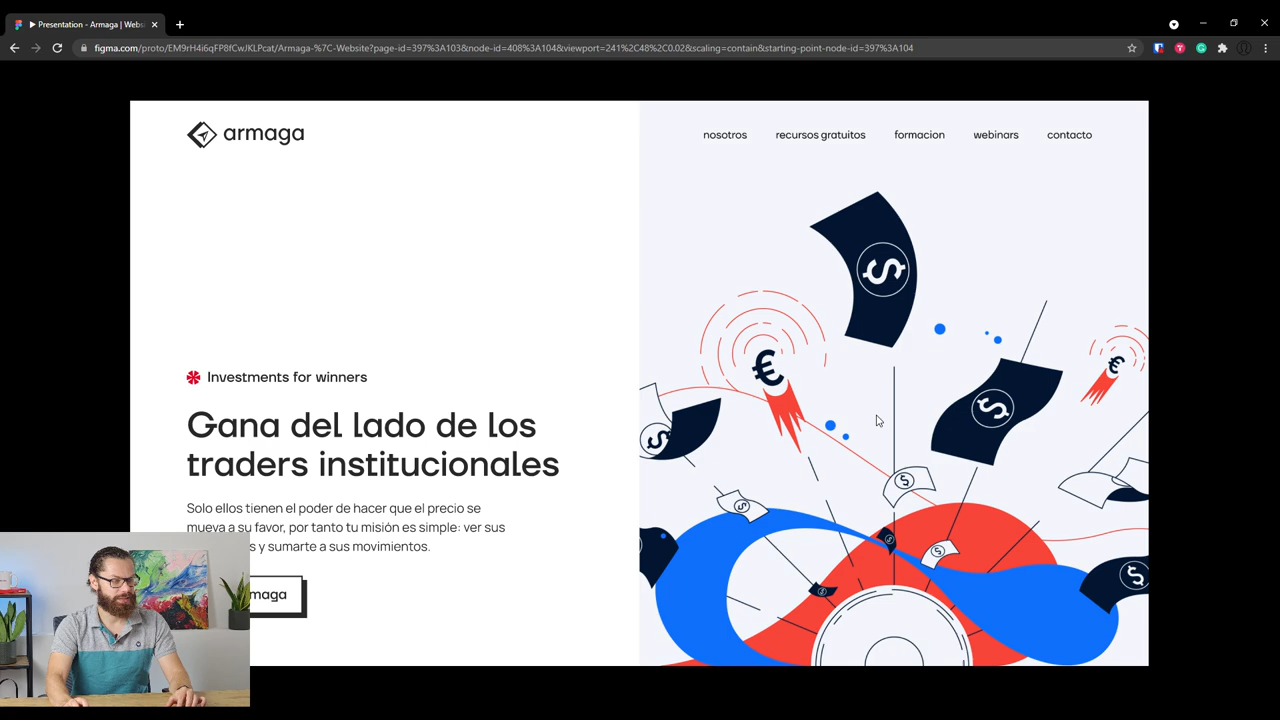 Presentation - Armaga | Websi
figma.com/proto/EM9rH4i6qFP8fCwJKLPcat/Armaga-%7C-Website?page-id=397%3A103&node-id=408%3A104&viewport=241%2C48%2C0.02&scaling=contain&starting-point-node-id=397%3A104
armaga
nosotros
recursos gratuitos
formacion
webinars
contacto
Investments for winners
Gana del lado de los
traders institucionales
Solo ellos tienen el poder de hacer que el precio se
mueva a su favor, por tanto tu misión es simple: ver sus
y sumarte a sus movimientos.